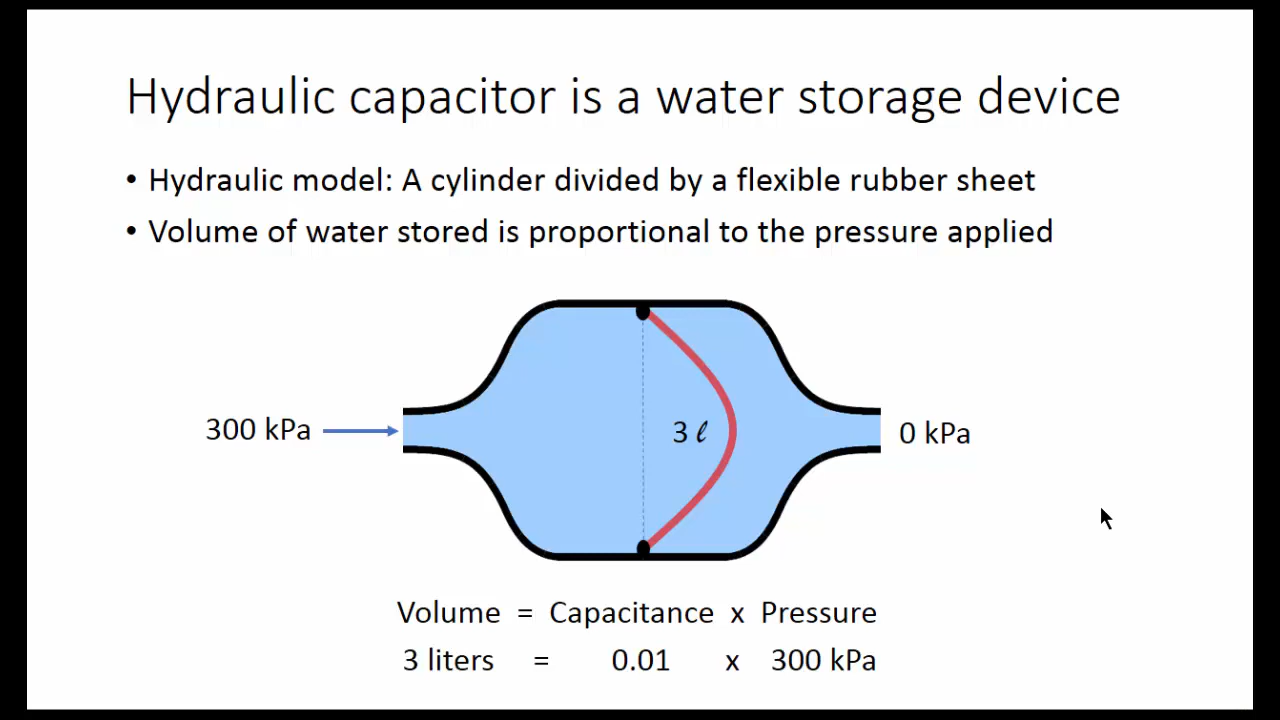 Hydraulic capacitor is a water storage device
• Hydraulic model: A cylinder divided by a flexible rubber sheet
• Volume of water stored is proportional to the pressure applied
300 kPa
3 ℓ
0 kPa
Volume = Capacitance x Pressure
3 liters = 0.01 x 300 kPa